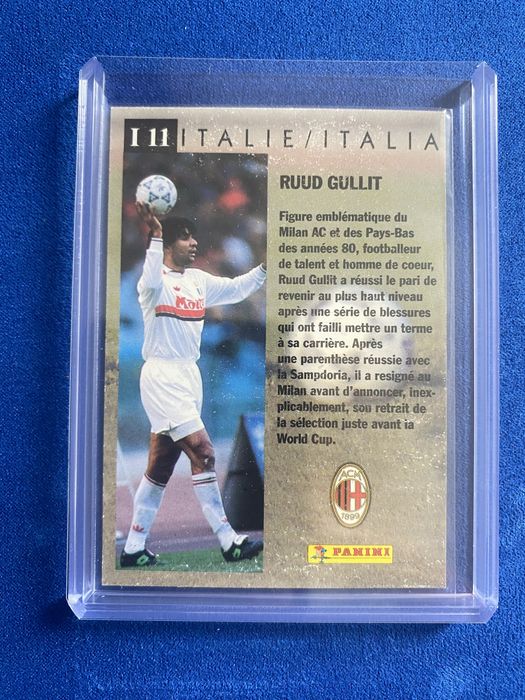 I 11 ITALIE/ITALIA
RUUD GULLIT
Figure emblématique du
Milan AC et des Pays-Bas
des années 80, footballeur
de talent et homme de coeur,
Ruud Gullit a réussi le pari de
revenir au plus haut niveau
après une série de blessures
qui ont failli mettre un terme
à sa carrière. Après
une parenthèse réussie avec
la Sampdoria, il a resigné au
Milan avant d'annoncer, inex-
plicablement, son retrait de
la sélection juste avant la
World Cup.
ACM
1899
PANINI